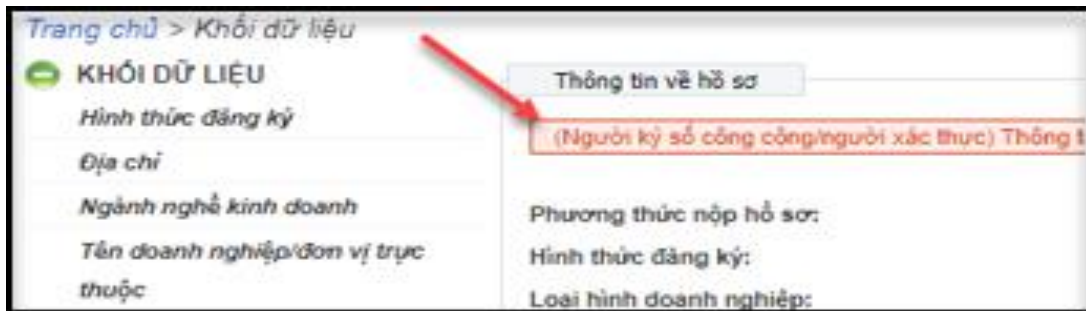 Trang chủ > Khối dữ liệu
KHỐI DỮ LIỆU
Hình thức đăng ký
Địa chỉ
Ngành nghề kinh doanh
Tên doanh nghiệp/đơn vị trực
thuộc
Thông tin về hồ sơ
(Người ký số công cộng/người xác thực) Thông t
Phương thức nộp hồ sơ:
Hình thức đăng ký:
Loại hình doanh nghiệp: